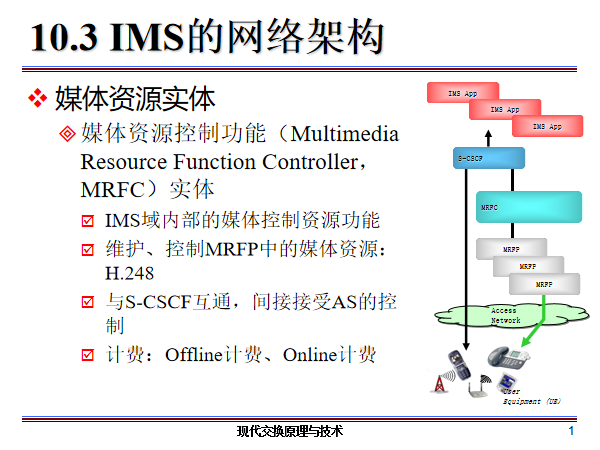 10.3 IMS的网络架构
媒体资源实体
媒体资源控制功能（Multimedia
Resource Function Controller，
MRFC）实体
IMS域内部的媒体控制资源功能
维护、控制MRFP中的媒体资源：
H.248
与S-CSCF互通，间接接受AS的控
制
计费：Offline计费、Online计费
IMS App
IMS App
IMS App
S-CSCF
MRFC
MRFP
MRFP
MRFP
Access
Network
User
Equipment (UE)
现代交换原理与技术
1